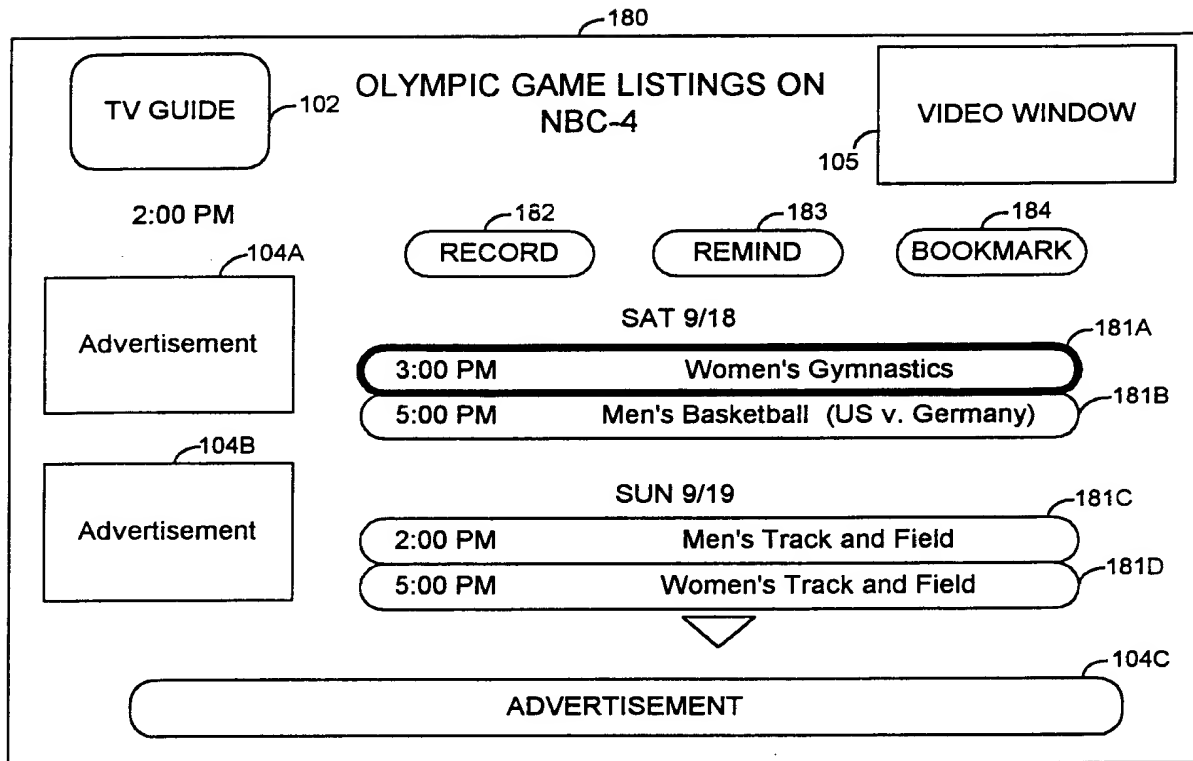 180
TV GUIDE
102
OLYMPIC GAME LISTINGS ON
NBC-4
VIDEO WINDOW
105
2:00 PM
182
183
184
RECORD
REMIND
BOOKMARK
104A
Advertisement
SAT 9/18
181A
3:00 PM Women's Gymnastics
5:00 PM Men's Basketball (US v. Germany)
181B
104B
Advertisement
SUN 9/19
181C
2:00 PM Men's Track and Field
5:00 PM Women's Track and Field
181D
104C
ADVERTISEMENT